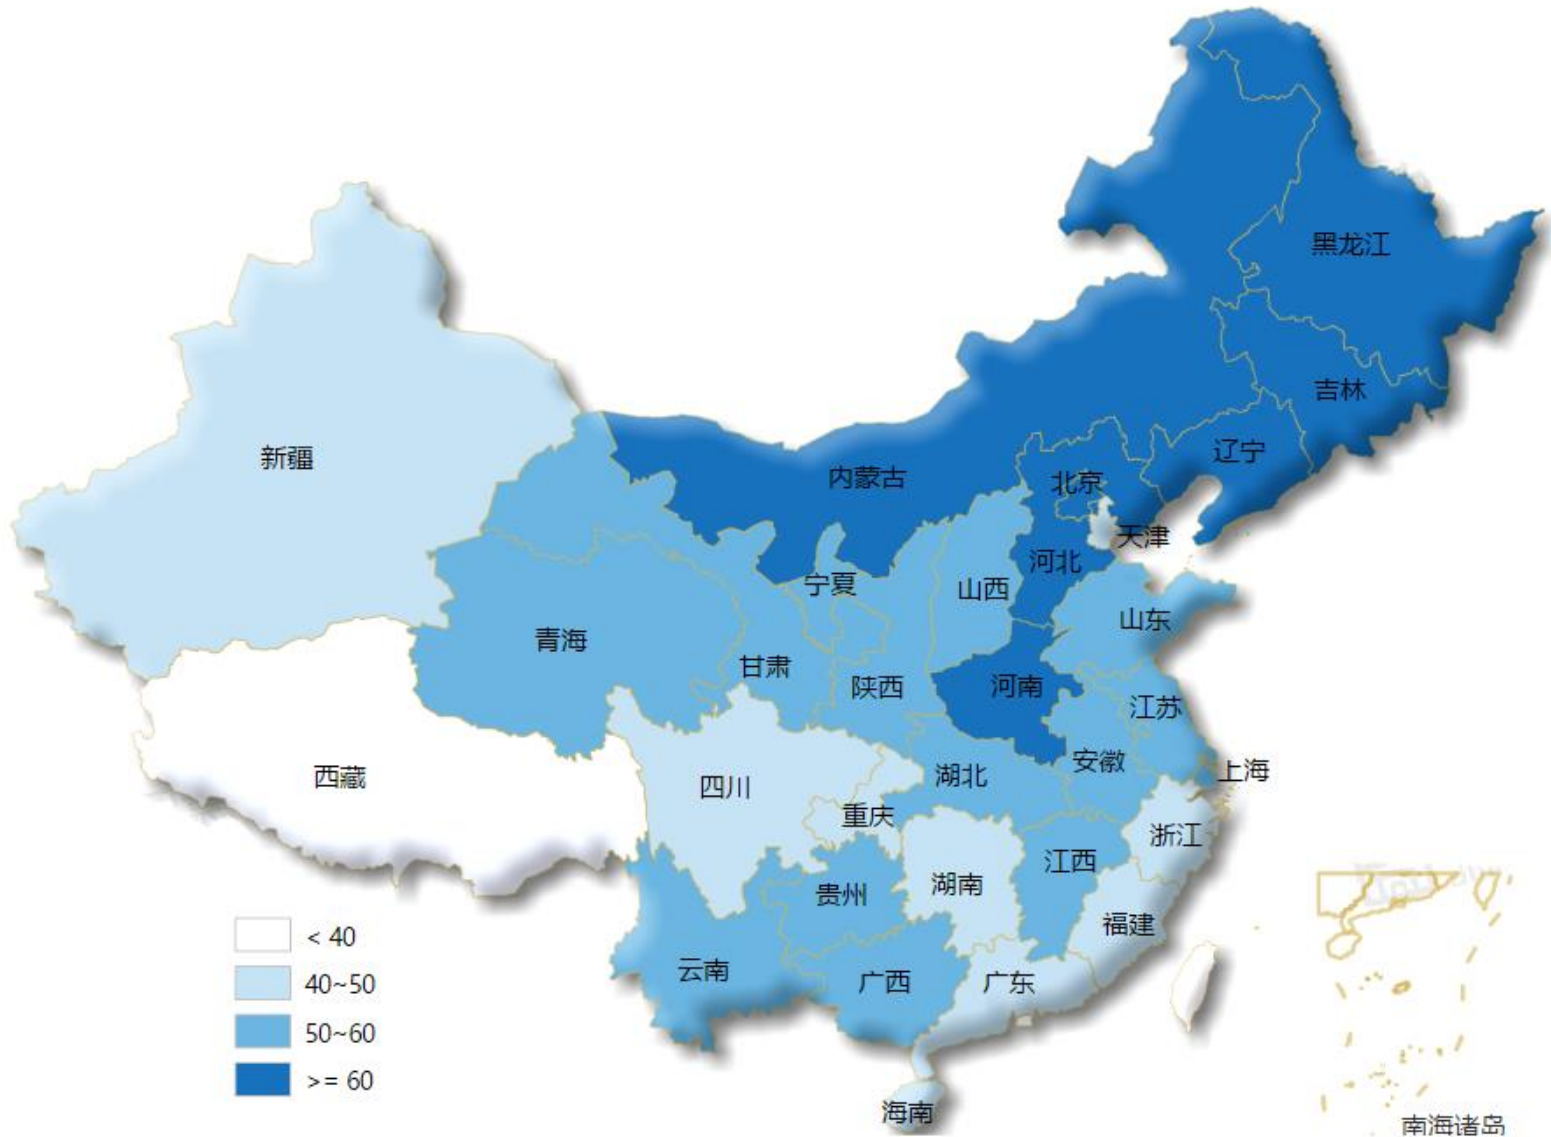 黑龙江
吉林
辽宁
新疆
内蒙古
北京
天津
河北
宁夏
山西
山东
青海
甘肃
陕西
河南
江苏
西藏
四川
湖北
安徽
上海
重庆
浙江
江西
湖南
贵州
福建
云南
广西
广东
海南
南海诸岛
< 40
40~50
50~60
>= 60